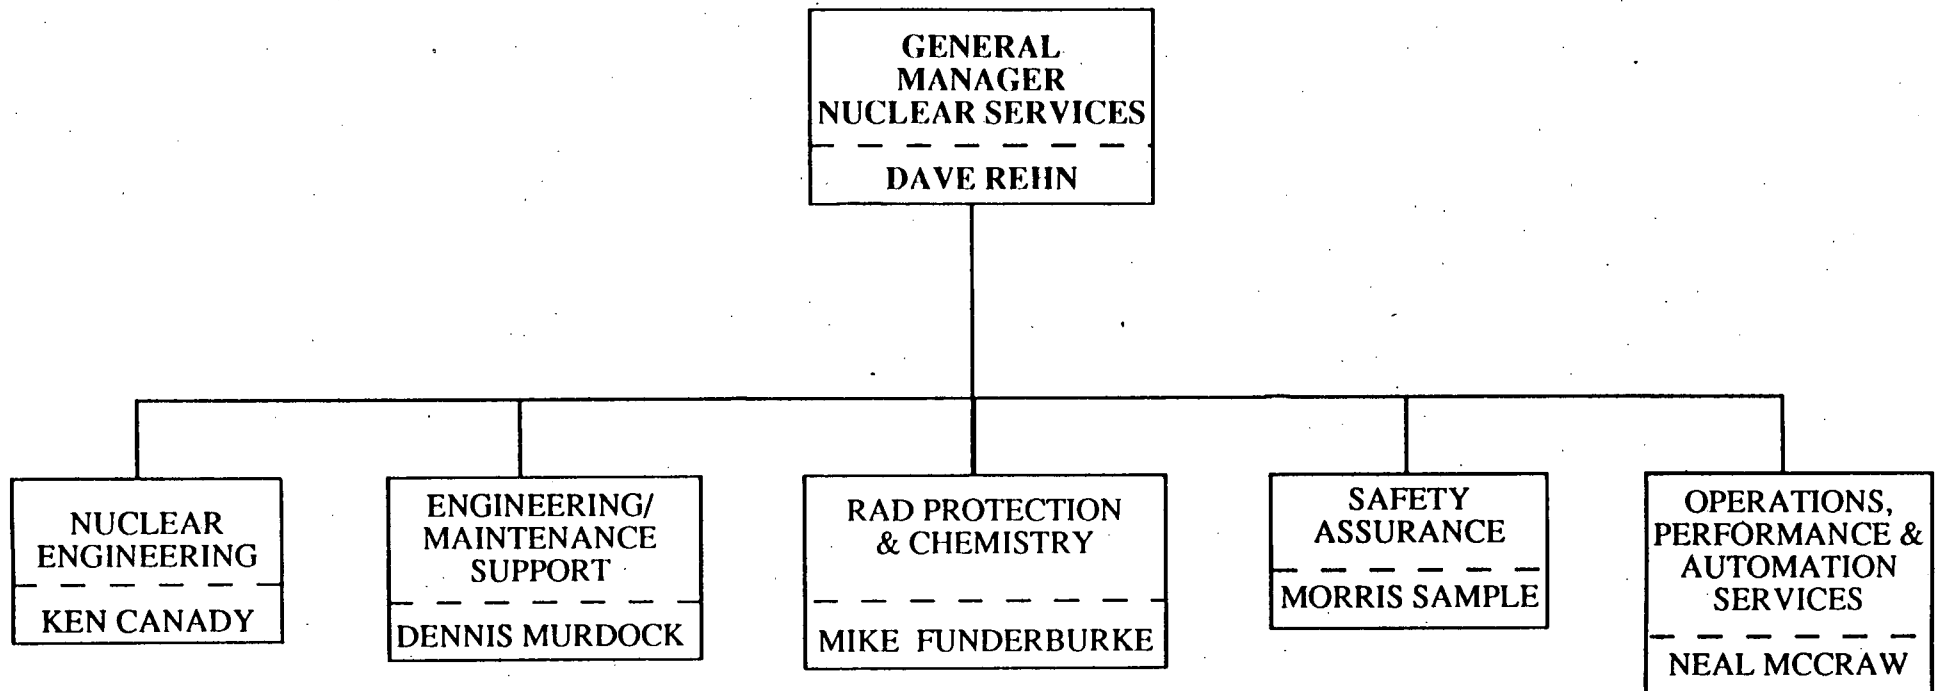 GENERAL
MANAGER
NUCLEAR SERVICES
DAVE REHN
NUCLEAR
ENGINEERING
KEN CANADY
ENGINEERING/
MAINTENANCE
SUPPORT
DENNIS MURDOCK
RAD PROTECTION
& CHEMISTRY
MIKE FUNDERBURKE
SAFETY
ASSURANCE
MORRIS SAMPLE
OPERATIONS,
PERFORMANCE &
AUTOMATION
SERVICES
NEAL MCCRAW